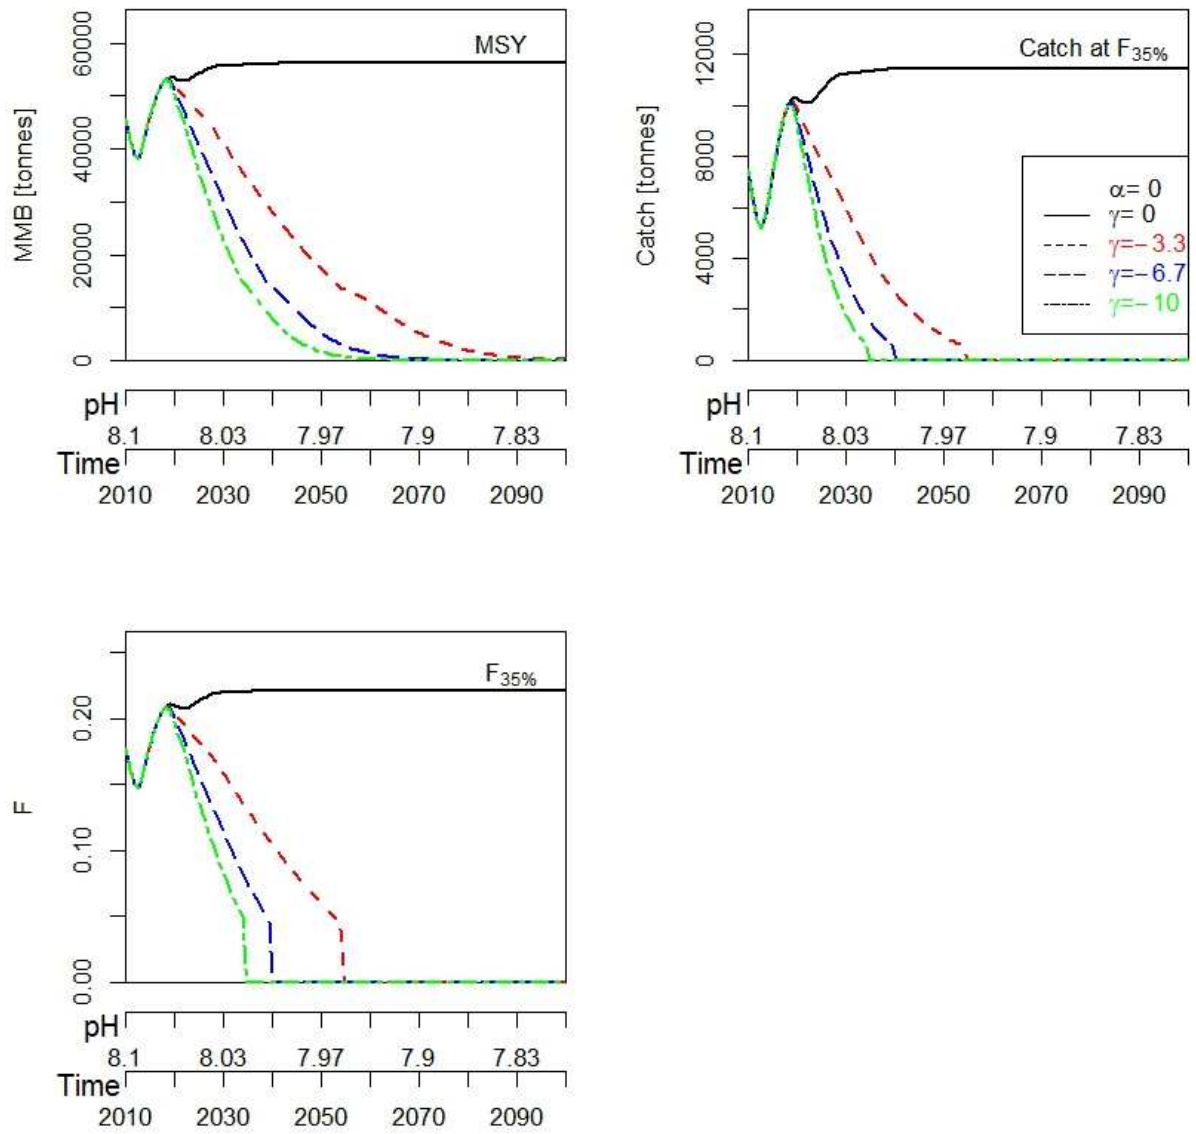 MMB [tonnes]
60000
40000
20000
0
MSY
pH
8.1 8.03 7.97 7.9 7.83
Time
2010 2030 2050 2070 2090
Catch [tonnes]
12000
8000
4000
0
Catch at F35%
α= 0
γ= 0
γ=−3.3
γ=−6.7
γ=−10
pH
8.1 8.03 7.97 7.9 7.83
Time
2010 2030 2050 2070 2090
F
0.20
0.10
0.00
F35%
pH
8.1 8.03 7.97 7.9 7.83
Time
2010 2030 2050 2070 2090